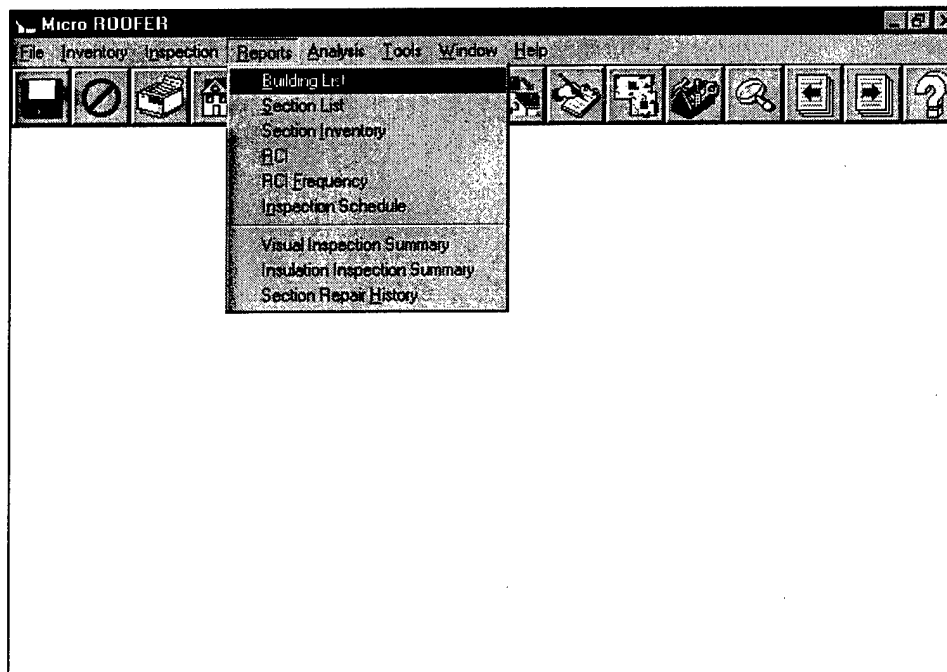 Micro ROOFER
File Inventory Inspection Reports Analysis Tools Window Help
Building List
Section List
Section Inventory
RCI
RCI Frequency
Inspection Schedule
Visual Inspection Summary
Insulation Inspection Summary
Section Repair History